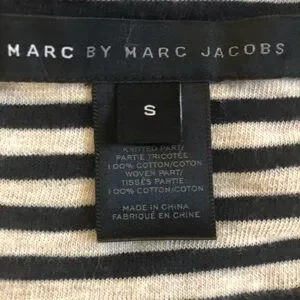 MARC BY MARC JACOBS
S
KNITTED PART/
PARTIE TRICOTÉE
100% COTTON/COTON
WOVEN PART/
TISSÉS PARTIE
100% COTTON/COTON
MADE IN CHINA
FABRIQUÉ EN CHINE